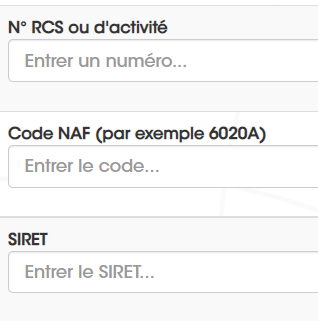 N° RCS ou d'activité
Entrer un numéro...
Code NAF (par exemple 6020A)
Entrer le code...
SIRET
Entrer le SIRET...